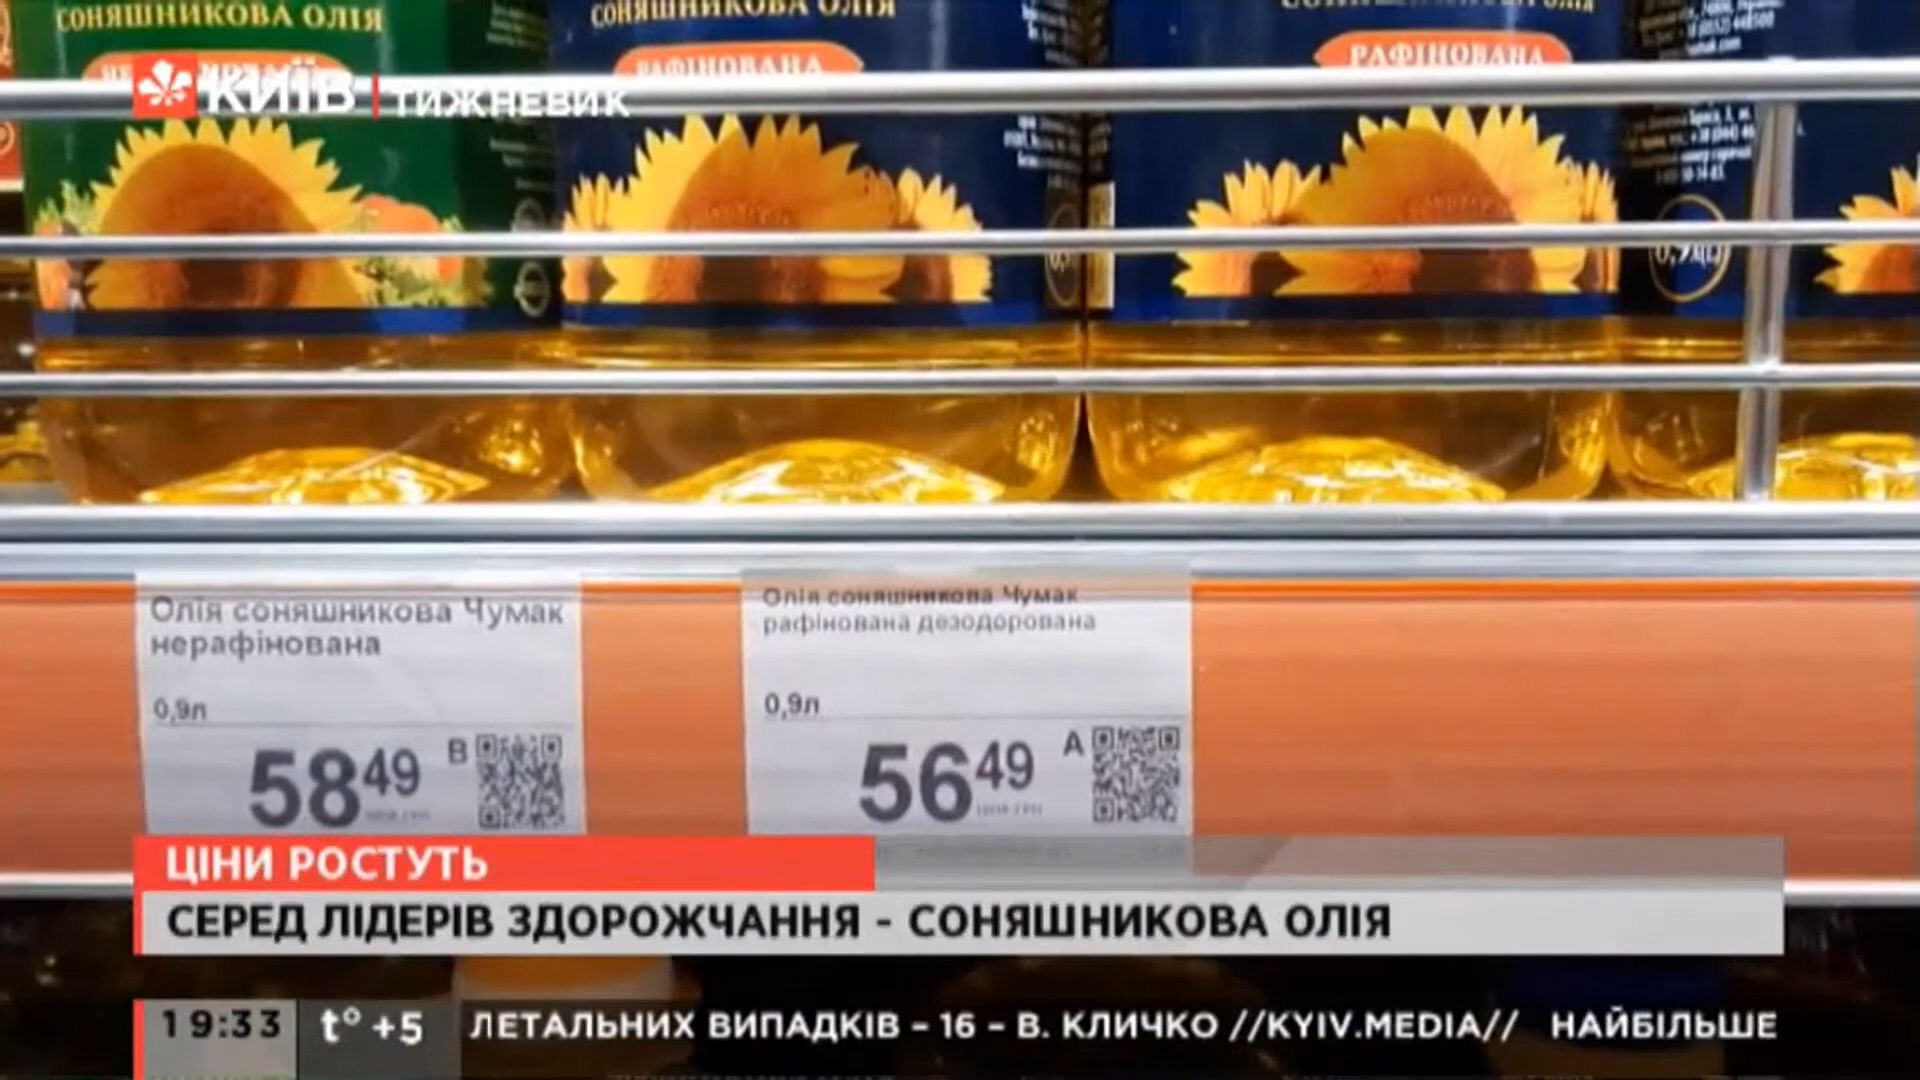 СОНЯШНИКОВА ОЛІЯ
СОНЯШНИКОВА ОЛІЯ
РАФІНОВАНА
РАФІНОВАНА
КИЇВ | ТИЖНЕВИК
Олія соняшникова Чумак
нерафінована
0,9л
58 49
В
Олія соняшникова Чумак
рафінована дезодорована
0,9л
56 49
А
ЦІНИ РОСТУТЬ
СЕРЕД ЛІДЕРІВ ЗДОРОЖЧАННЯ - СОНЯШНИКОВА ОЛІЯ
19:33 t° +5 ЛЕТАЛЬНИХ ВИПАДКІВ – 16 – В. КЛИЧКО //KYIV.MEDIA// НАЙБІЛЬШЕ